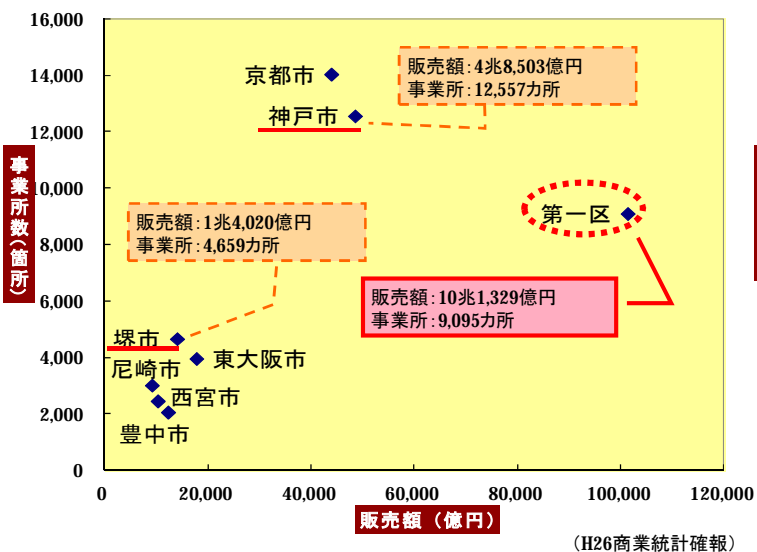 16,000
14,000
12,000
10,000
8,000
6,000
4,000
2,000
0
事業所数(箇所)
京都市
神戸市
販売額:4兆8,503億円
事業所:12,557カ所
第一区
販売額:1兆4,020億円
事業所:4,659カ所
販売額:10兆1,329億円
事業所:9,095カ所
堺市
東大阪市
尼崎市
西宮市
豊中市
0 20,000 40,000 60,000 80,000 100,000 120,000
販売額(億円)
(H26商業統計確報)